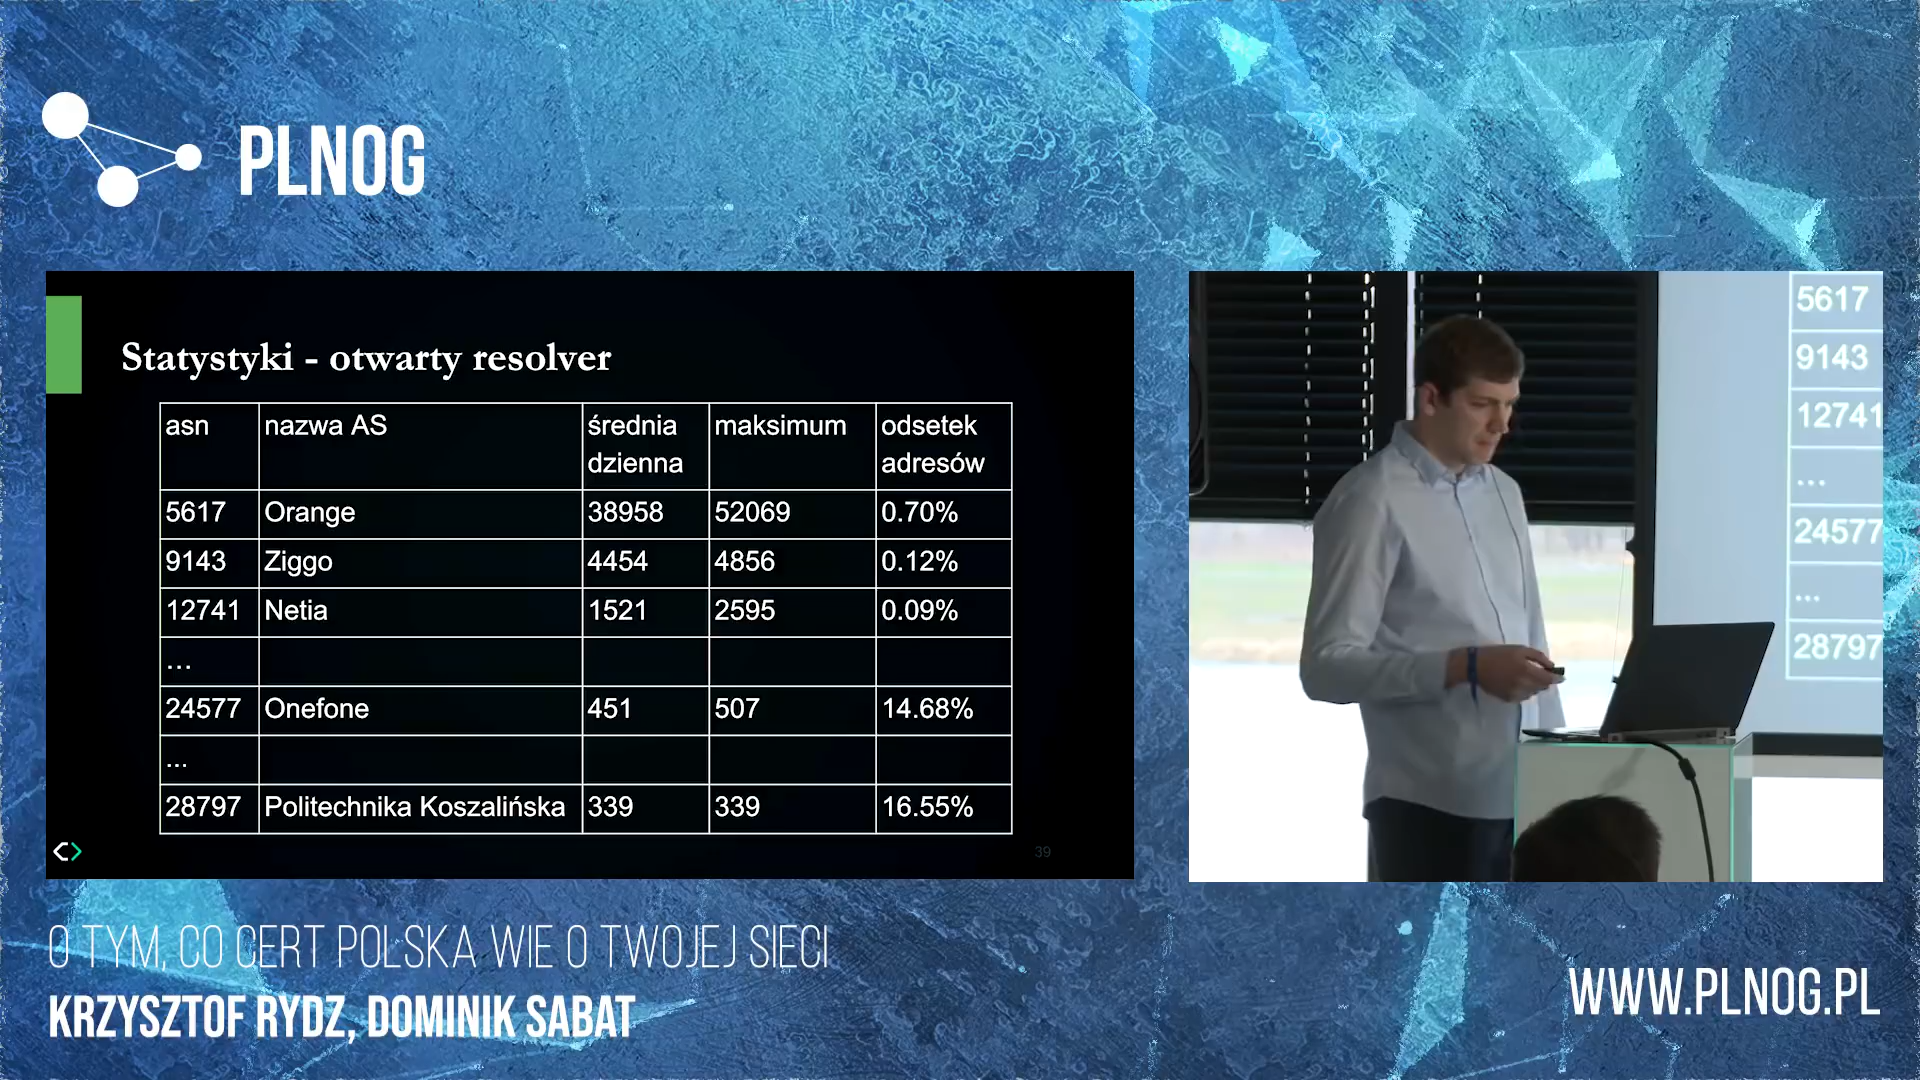 PLNOG
Statystyki - otwarty resolver
asn nazwa AS średnia dzienna maksimum odsetek adresów
5617 Orange 38958 52069 0.70%
9143 Ziggo 4454 4856 0.12%
12741 Netia 1521 2595 0.09%
...
24577 Onefone 451 507 14.68%
...
28797 Politechnika Koszalińska 339 339 16.55%
39
5617
9143
12741
...
24577
...
28797
O TYM, CO CERT POLSKA WIE O TWOJEJ SIECI
KRZYSZTOF RYDZ, DOMINIK SABAT
WWW.PLNOG.PL